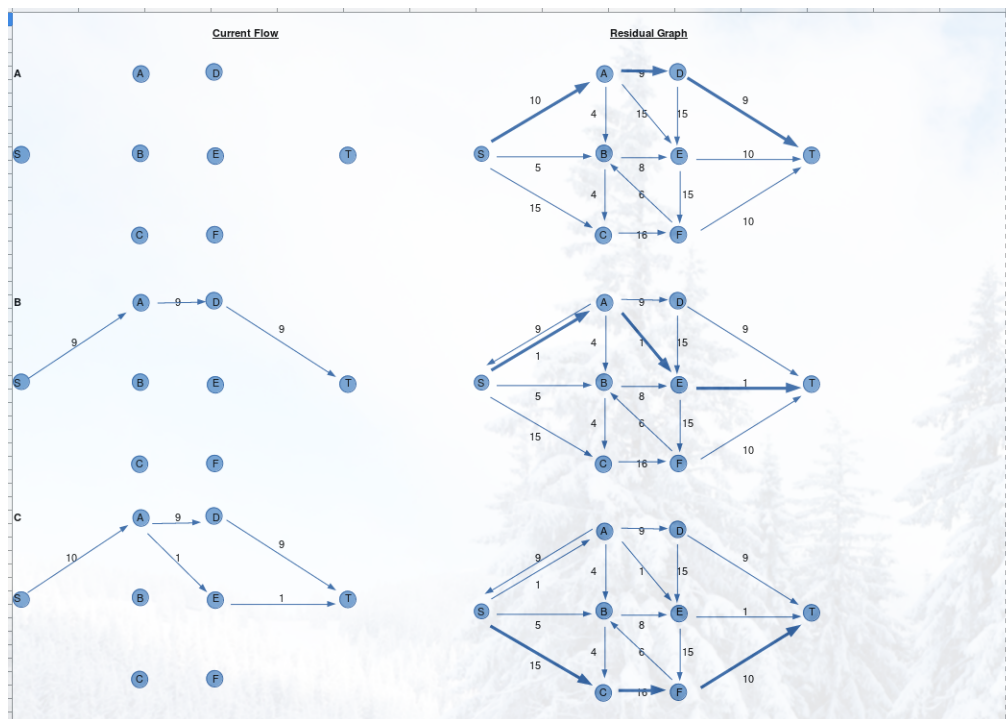 Current Flow Residual Graph
A
A D A 9 D
10 4 15 15 9
S B E T S B E 10 T
5 8
4 6 15
15 10
C F C 16 F
B A 9 D A 9 D
9 9 9 1 4 1 15 9
S B E T S B E 1 T
5 8
4 6 15
15 10
C F C 16 F
C A 9 D A 9 D
10 1 9 9 1 4 1 15 9
S B E 1 T S B E 1 T
5 8
4 6 15
15 10
C F C 16 F